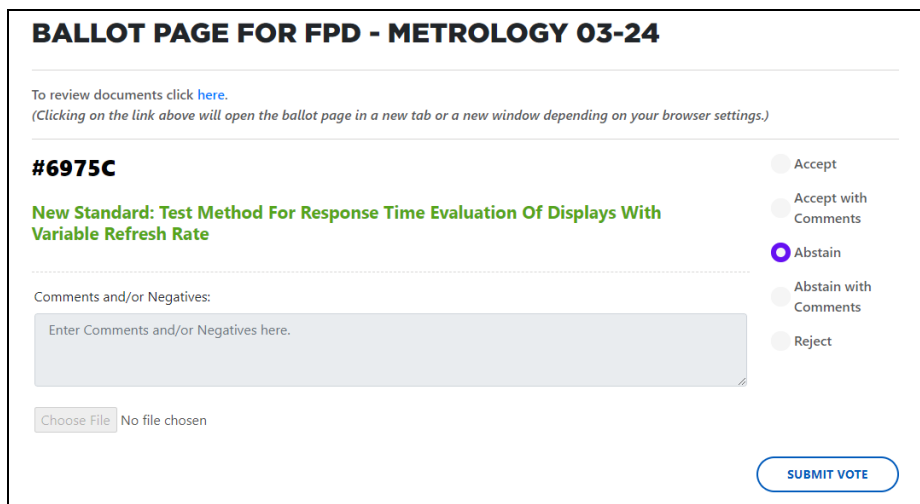 BALLOT PAGE FOR FPD - METROLOGY 03-24
To review documents click here.
(Clicking on the link above will open the ballot page in a new tab or a new window depending on your browser settings.)
#6975C
New Standard: Test Method For Response Time Evaluation Of Displays With
Variable Refresh Rate
Comments and/or Negatives:
Enter Comments and/or Negatives here.
Choose File No file chosen
Accept
Accept with
Comments
Abstain
Abstain with
Comments
Reject
SUBMIT VOTE